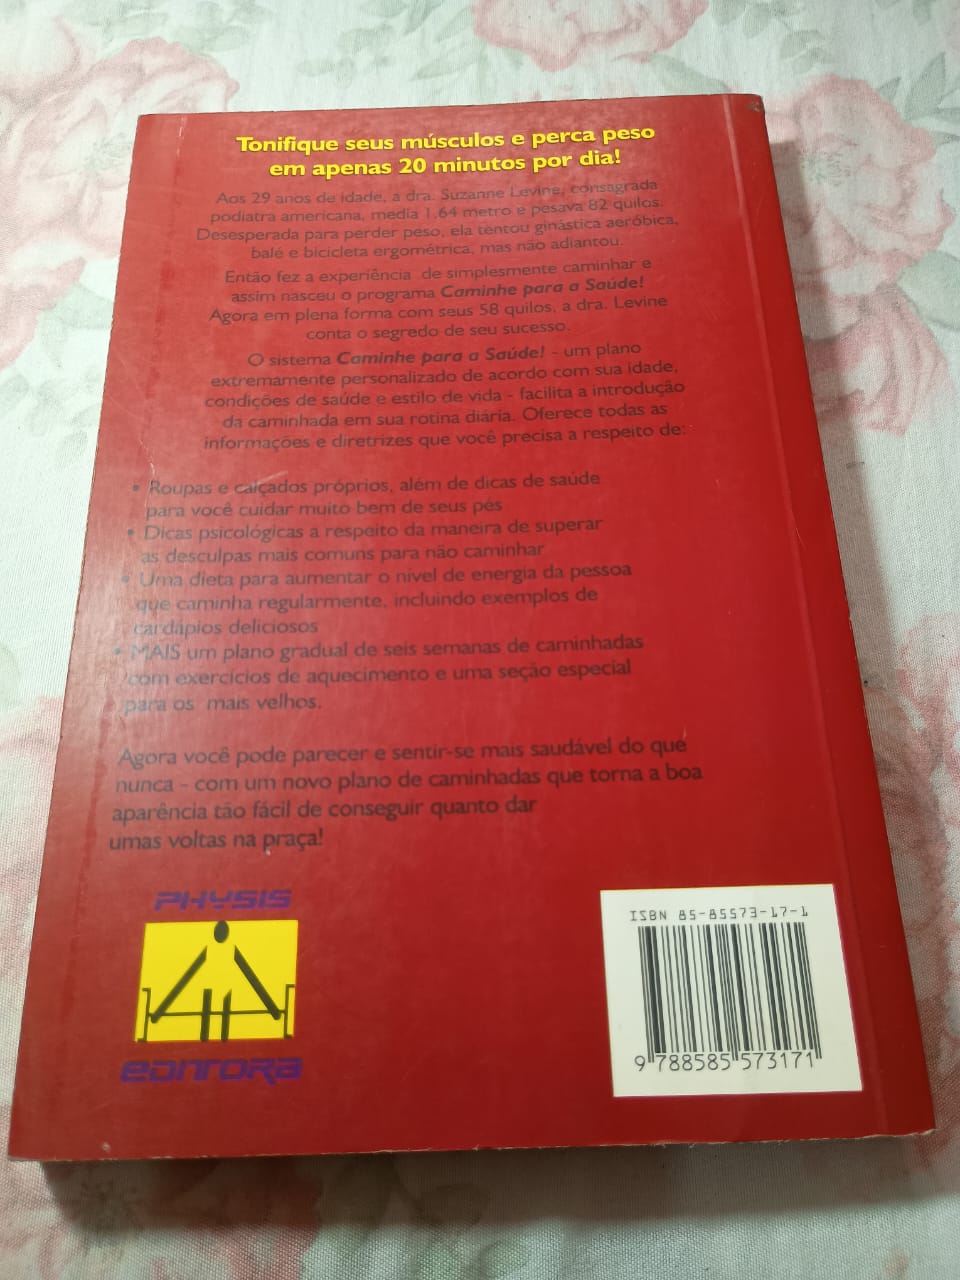 Tonifique seus músculos e perca peso
em apenas 20 minutos por dia!
Aos 29 anos de idade, a dra. Suzanne Levine, consagrada
podiatra americana, media 1,64 metro e pesava 82 quilos.
Desesperada para perder peso, ela tentou ginástica aeróbica,
balé e bicicleta ergométrica, mas não adiantou.
Então fez a experiência de simplesmente caminhar e
assim nasceu o programa Caminhe para a Saúde!
Agora em plena forma com seus 58 quilos, a dra. Levine
conta o segredo de seu sucesso.
O sistema Caminhe para a Saúde! - um plano
extremamente personalizado de acordo com sua idade,
condições de saúde e estilo de vida - facilita a introdução
da caminhada em sua rotina diária. Oferece todas as
informações e diretrizes que você precisa a respeito de:
• Roupas e calçados próprios, além de dicas de saúde
para você cuidar muito bem de seus pés
• Dicas psicológicas a respeito da maneira de superar
as desculpas mais comuns para não caminhar
• Uma dieta para aumentar o nível de energia da pessoa
que caminha regularmente, incluindo exemplos de
cardápios deliciosos
• MAIS um plano gradual de seis semanas de caminhadas
com exercícios de aquecimento e uma seção especial
para os mais velhos.
Agora você pode parecer e sentir-se mais saudável do que
nunca - com um novo plano de caminhadas que torna a boa
aparência tão fácil de conseguir quanto dar
umas voltas na praça!
PHYSIS
EDITORA
ISBN 85-85573-17-1
9 788585 573171